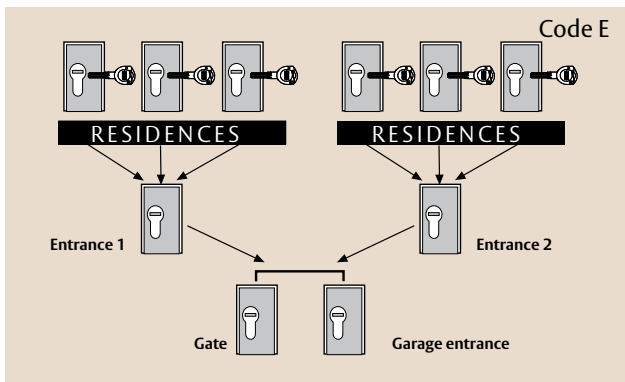 Code E
RESIDENCES
RESIDENCES
Entrance 1
Entrance 2
Gate
Garage entrance